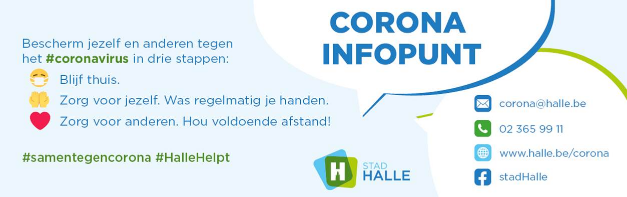 Bescherm jezelf en anderen tegen
het #coronavirus in drie stappen:
Blijf thuis.
Zorg voor jezelf. Was regelmatig je handen.
Zorg voor anderen. Hou voldoende afstand!
#samentegencorona #HalleHelpt
CORONA
INFOPUNT
H STAD
HALLE
corona@halle.be
02 365 99 11
www.halle.be/corona
stadHalle